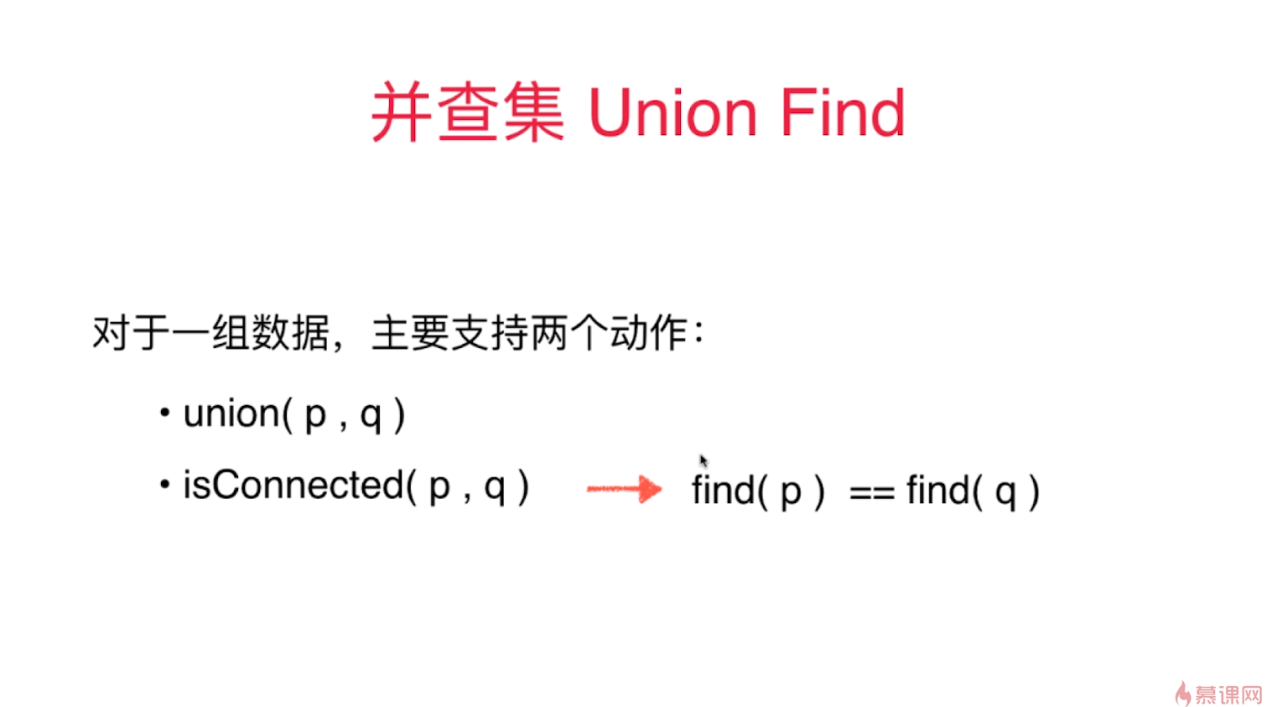 并查集 Union Find
对于一组数据，主要支持两个动作：
• union( p , q )
• isConnected( p , q ) → find( p ) == find( q )
慕课网